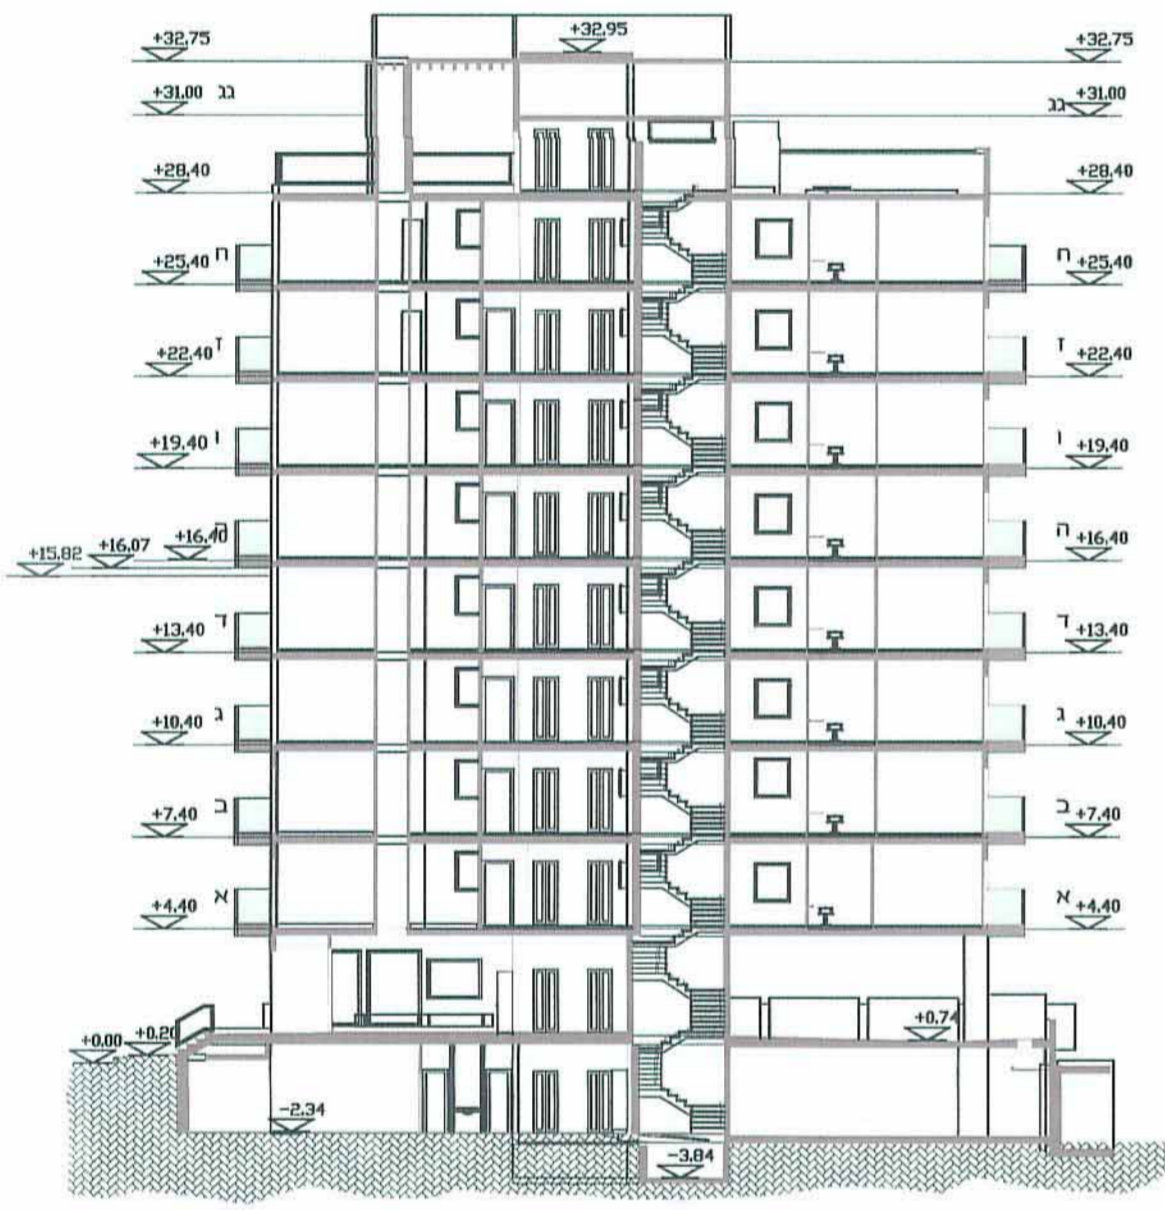 +32.95
+32.75 +32.75
+31.00 גג גג +31.00
+28.40 +28.40
+25.40 ח ח +25.40
+22.40 ז ז +22.40
+19.40 ו ו +19.40
+15.82 +16.07 +16.40 ה ה +16.40
+13.40 ד ד +13.40
+10.40 ג ג +10.40
+7.40 ב ב +7.40
+4.40 א א +4.40
+0.00 +0.20 +0.74
-2.34
-3.84